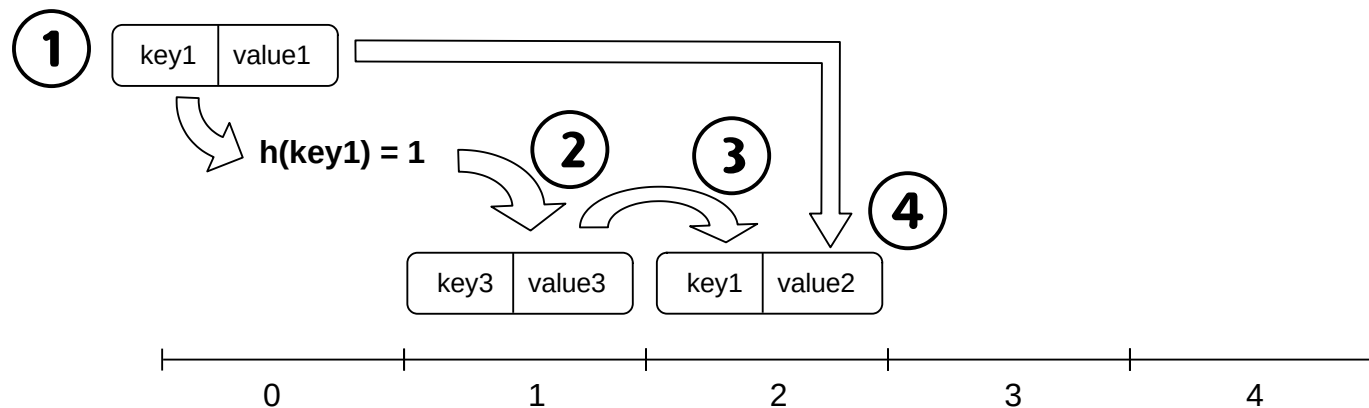 1
key1 value1
h(key1) = 1
2
3
4
key3 value3
key1 value2
0 1 2 3 4